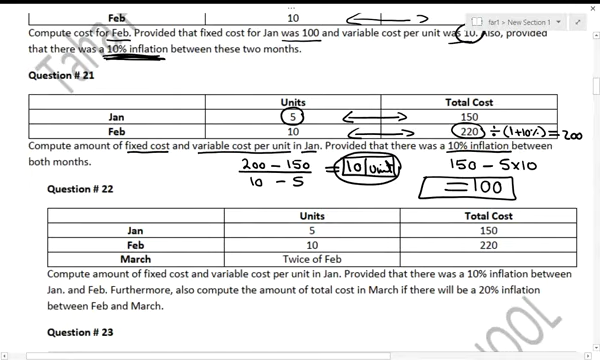 Feb 10
far1 > New Section 1
Compute cost for Feb. Provided that fixed cost for Jan was 100 and variable cost per unit was 10. Also, provided
that there was a 10% inflation between these two months.
Question # 21
Units Total Cost
Jan 5 150
Feb 10 220 ÷ (1+10%) = 200
Compute amount of fixed cost and variable cost per unit in Jan. Provided that there was a 10% inflation between
both months.
200 - 150 = 10/unit 150 - 5x10
10 - 5 = 100
Question # 22
Units Total Cost
Jan 5 150
Feb 10 220
March Twice of Feb
Compute amount of fixed cost and variable cost per unit in Jan. Provided that there was a 10% inflation between
Jan. and Feb. Furthermore, also compute the amount of total cost in March if there will be a 20% inflation
between Feb and March.
Question # 23